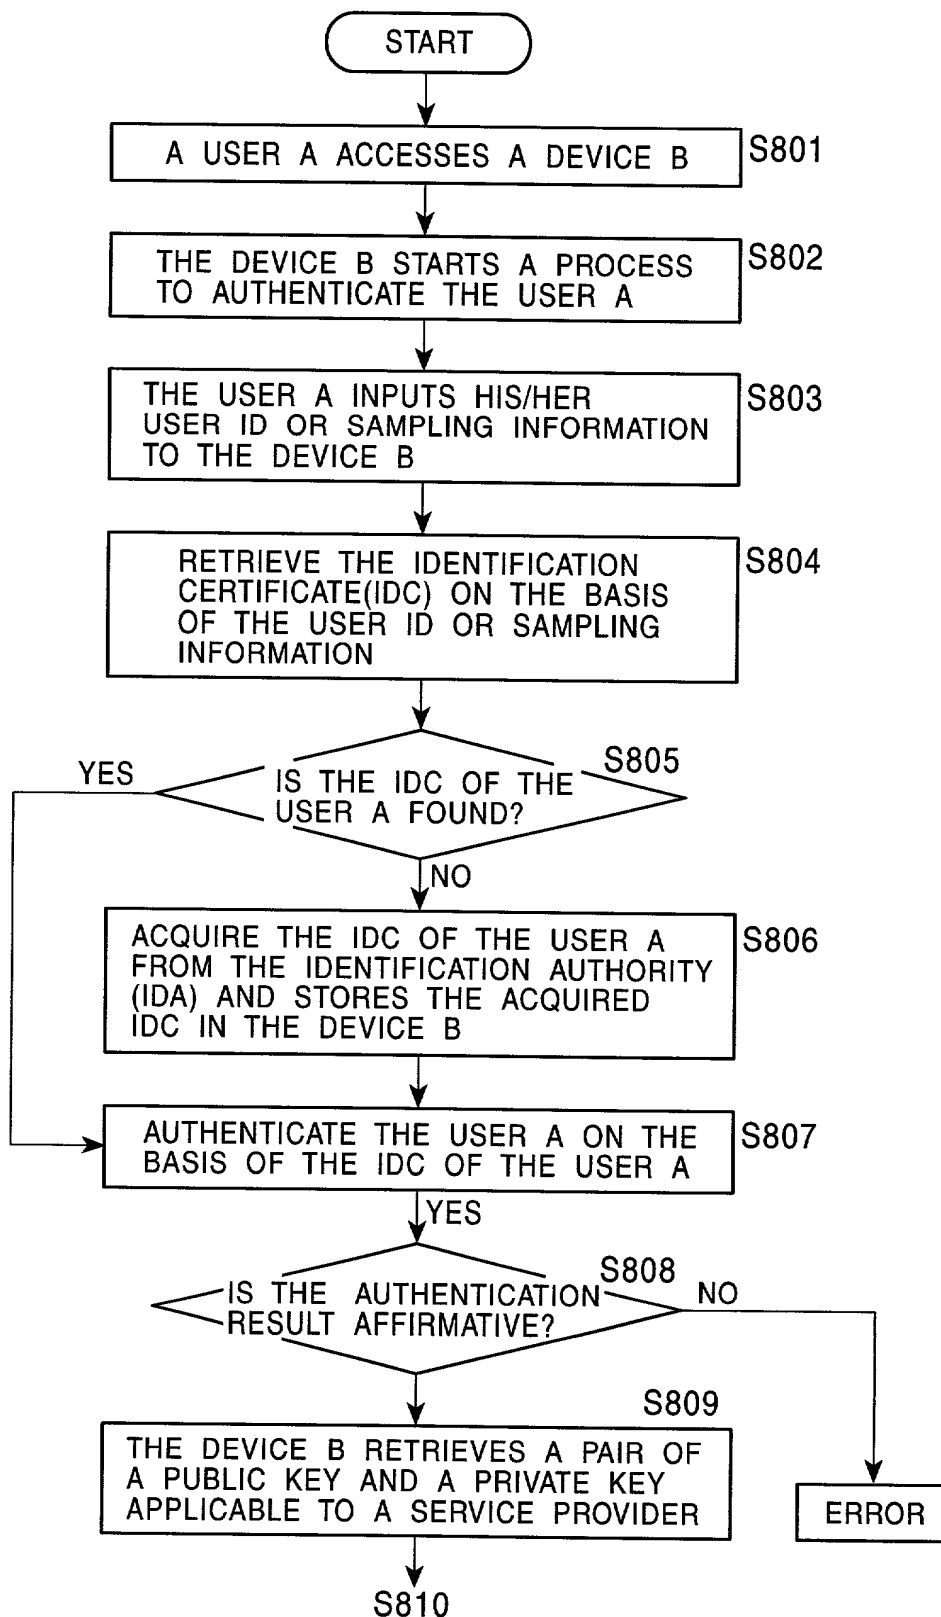 START
A USER A ACCESSES A DEVICE B
S801
THE DEVICE B STARTS A PROCESS
TO AUTHENTICATE THE USER A
S802
THE USER A INPUTS HIS/HER
USER ID OR SAMPLING INFORMATION
TO THE DEVICE B
S803
RETRIEVE THE IDENTIFICATION
CERTIFICATE(IDC) ON THE BASIS
OF THE USER ID OR SAMPLING
INFORMATION
S804
S805
YES
IS THE IDC OF THE
USER A FOUND?
NO
ACQUIRE THE IDC OF THE USER A
FROM THE IDENTIFICATION AUTHORITY
(IDA) AND STORES THE ACQUIRED
IDC IN THE DEVICE B
S806
AUTHENTICATE THE USER A ON THE
BASIS OF THE IDC OF THE USER A
S807
YES
S808
IS THE AUTHENTICATION
RESULT AFFIRMATIVE?
NO
S809
THE DEVICE B RETRIEVES A PAIR OF
A PUBLIC KEY AND A PRIVATE KEY
APPLICABLE TO A SERVICE PROVIDER
ERROR
S810